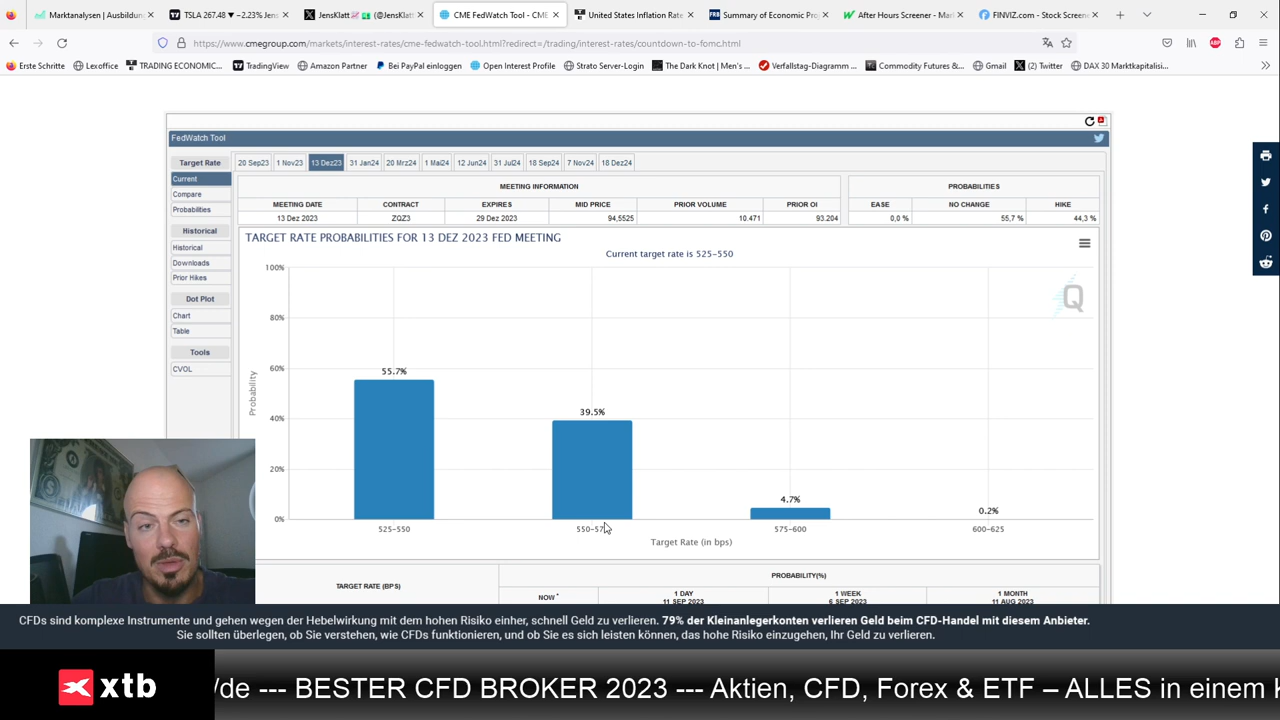 Marktanalysen | Ausbildun
TSLA 267.48 ▼ −2.23% Jens
JensKlatt (@JensKlatt
CME FedWatch Tool - CME
United States Inflation Rate
Summary of Economic Pro
After Hours Screener - Mar
FINVIZ.com - Stock Screene
https://www.cmegroup.com/markets/interest-rates/cme-fedwatch-tool.html?redirect=/trading/interest-rates/countdown-to-fomc.html
Erste Schritte
Lexoffice
TRADING ECONOMIC...
TradingView
Amazon Partner
Bei PayPal einloggen
Open Interest Profile
Strato Server-Login
The Dark Knot | Men's ...
Verfallstag-Diagramm ...
Commodity Futures &...
Gmail
(2) Twitter
DAX 30 Marktkapitalisi...
FedWatch Tool
Target Rate
Current
Compare
Probabilities
Historical
Historical
Downloads
Prior Hikes
Dot Plot
Chart
Table
Tools
CVOL
20 Sep23 1 Nov23 13 Dez23 31 Jan24 20 Mrz24 1 Mai24 12 Jun24 31 Jul24 18 Sep24 7 Nov24 18 Dez24
MEETING INFORMATION
MEETING DATE CONTRACT EXPIRES MID PRICE PRIOR VOLUME PRIOR OI
13 Dez 2023 ZQZ3 29 Dez 2023 94,5525 10.471 93.204
PROBABILITIES
EASE NO CHANGE HIKE
0,0 % 55,7 % 44,3 %
TARGET RATE PROBABILITIES FOR 13 DEZ 2023 FED MEETING
Current target rate is 525–550
Q
Probability
100%
80%
60%
40%
20%
0%
55.7%
39.5%
4.7%
0.2%
525–550
575–600
600–625
Target Rate (in bps)
TARGET RATE (BPS)
PROBABILITY(%)
NOW *
1 DAY
11 SEP 2023
1 WEEK
6 SEP 2023
1 MONTH
11 AUG 2023
CFDs sind komplexe Instrumente und gehen wegen der Hebelwirkung mit dem hohen Risiko einher, schnell Geld zu verlieren. 79% der Kleinanlegerkonten verlieren Geld beim CFD-Handel mit diesem Anbieter.
Sie sollten überlegen, ob Sie verstehen, wie CFDs funktionieren, und ob Sie es sich leisten können, das hohe Risiko einzugehen, Ihr Geld zu verlieren.
xtb
/de --- BESTER CFD BROKER 2023 --- Aktien, CFD, Forex & ETF – ALLES in einem